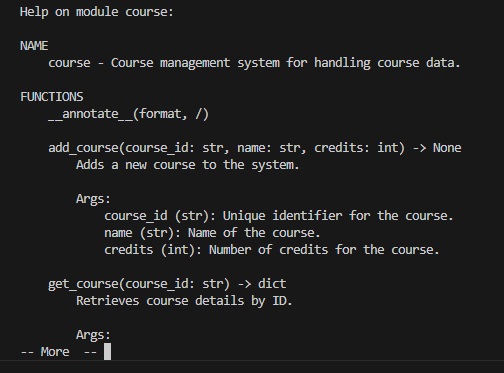 Help on module course:
NAME
course - Course management system for handling course data.
FUNCTIONS
__annotate__(format, /)
add_course(course_id: str, name: str, credits: int) -> None
Adds a new course to the system.
Args:
course_id (str): Unique identifier for the course.
name (str): Name of the course.
credits (int): Number of credits for the course.
get_course(course_id: str) -> dict
Retrieves course details by ID.
Args:
-- More  --